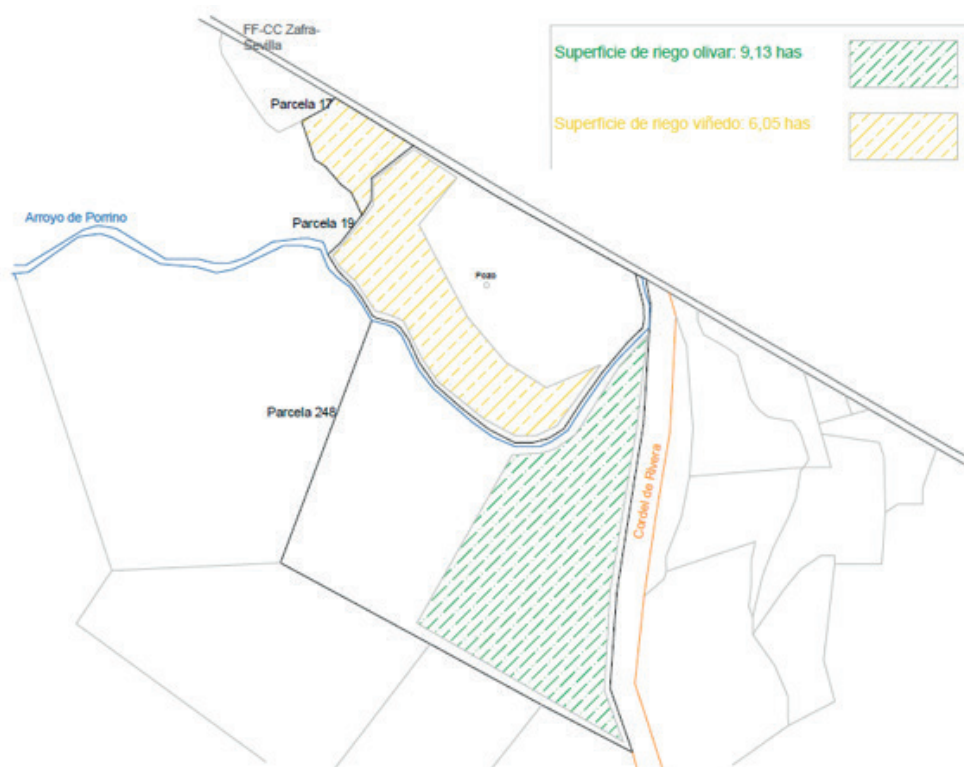 FF-CC Zafra-
Sevilla
Superficie de riego olivar: 9,13 has
Parcela 17
Superficie de riego viñedo: 6,05 has
Arroyo de Porrino
Parcela 19
Pozo
Parcela 248
Cordel de Rivera